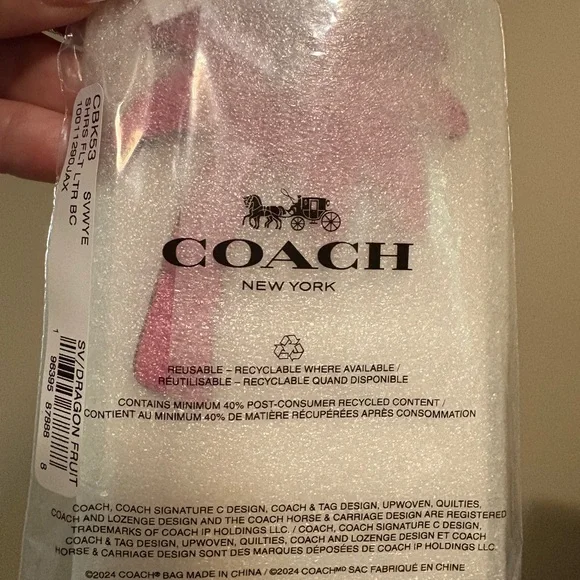 CBK53 SVWYE
SHRS FLT LTR BC
10011290JAX
SV/DRAGON FRUIT
1 96395 87988 8
COACH
NEW YORK
REUSABLE – RECYCLABLE WHERE AVAILABLE /
RÉUTILISABLE – RECYCLABLE QUAND DISPONIBLE
CONTAINS MINIMUM 40% POST-CONSUMER RECYCLED CONTENT /
CONTIENT AU MINIMUM 40% DE MATIÈRE RÉCUPÉRÉES APRÈS CONSOMMATION
COACH, COACH SIGNATURE C DESIGN, COACH & TAG DESIGN, UPWOVEN, QUILTIES,
COACH AND LOZENGE DESIGN AND THE COACH HORSE & CARRIAGE DESIGN ARE REGISTERED
TRADEMARKS OF COACH IP HOLDINGS LLC. / COACH, COACH SIGNATURE C DESIGN,
COACH & TAG DESIGN, UPWOVEN, QUILTIES, COACH AND LOZENGE DESIGN ET COACH
HORSE & CARRIAGE DESIGN SONT DES MARQUES DÉPOSÉES DE COACH IP HOLDINGS LLC.
©2024 COACH® BAG MADE IN CHINA / ©2024 COACHMD SAC FABRIQUÉ EN CHINE